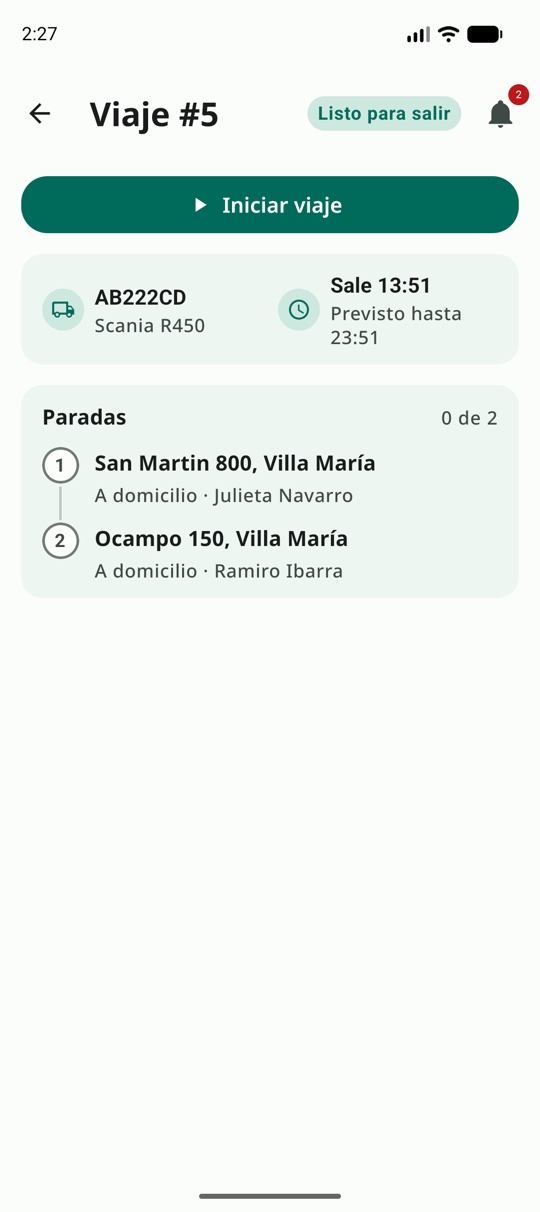 2:27
Viaje #5
Listo para salir
2
Iniciar viaje
AB222CD
Scania R450
Sale 13:51
Previsto hasta
23:51
Paradas
0 de 2
1
San Martin 800, Villa María
A domicilio · Julieta Navarro
2
Ocampo 150, Villa María
A domicilio · Ramiro Ibarra